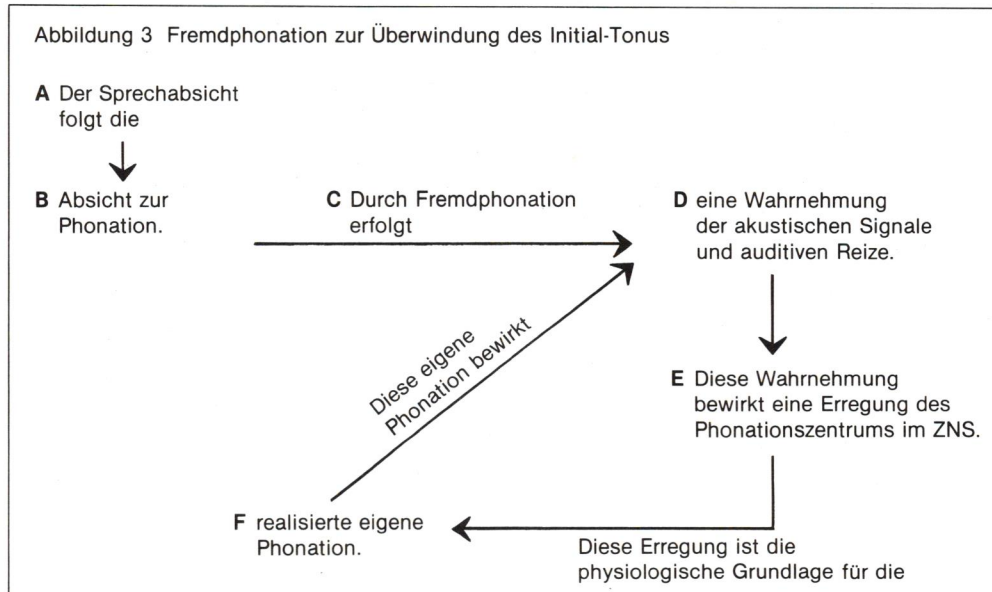 Abbildung 3 Fremdphonation zur Überwindung des Initial-Tonus
A Der Sprechabsicht
folgt die
B Absicht zur
Phonation.
C Durch Fremdphonation
erfolgt
D eine Wahrnehmung
der akustischen Signale
und auditiven Reize.
E Diese Wahrnehmung
bewirkt eine Erregung des
Phonationszentrums im ZNS.
Diese Erregung ist die
physiologische Grundlage für die
F realisierte eigene
Phonation.
Diese eigene
Phonation bewirkt